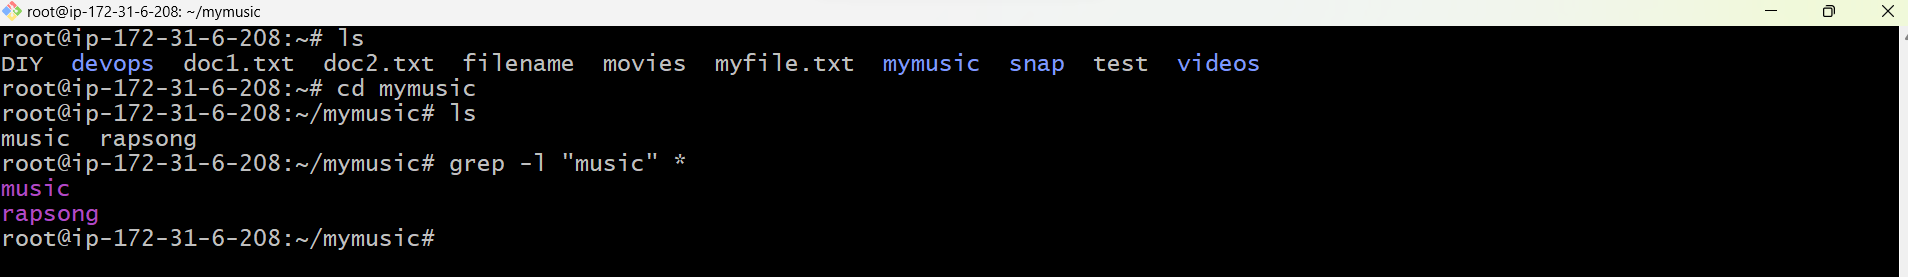 root@ip-172-31-6-208: ~/mymusic
root@ip-172-31-6-208:~# ls
DIY  devops  doc1.txt  doc2.txt  filename  movies  myfile.txt  mymusic  snap  test  videos
root@ip-172-31-6-208:~# cd mymusic
root@ip-172-31-6-208:~/mymusic# ls
music  rapsong
root@ip-172-31-6-208:~/mymusic# grep -l "music" *
music
rapsong
root@ip-172-31-6-208:~/mymusic#